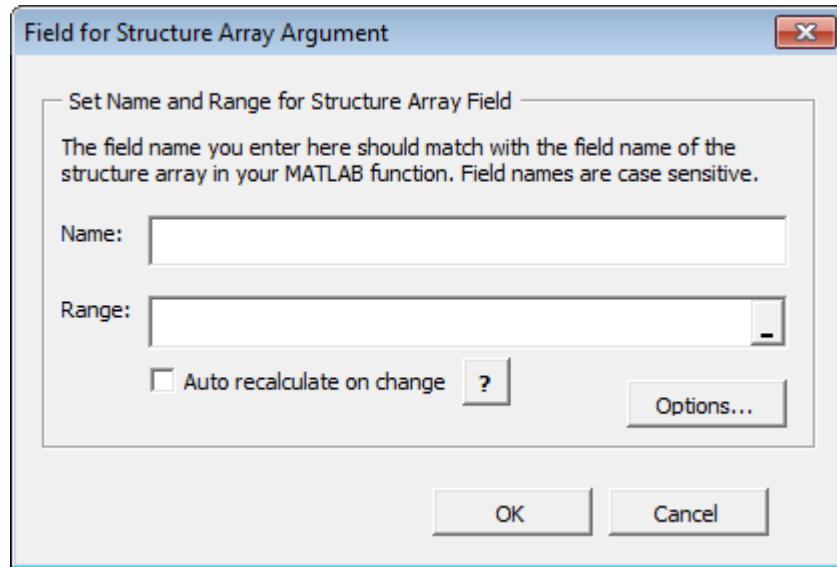 Field for Structure Array Argument
Set Name and Range for Structure Array Field
The field name you enter here should match with the field name of the
structure array in your MATLAB function. Field names are case sensitive.
Name:
Range:
_
Auto recalculate on change ?
Options...
OK Cancel